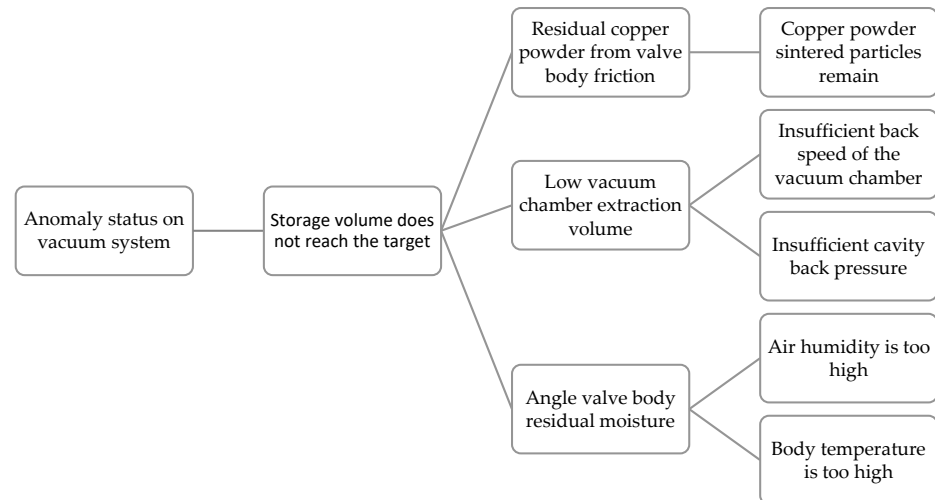 Anomaly status on
vacuum system
Storage volume does
not reach the target
Residual copper
powder from valve
body friction
Copper powder
sintered particles
remain
Low vacuum
chamber extraction
volume
Insufficient back
speed of the
vacuum chamber
Insufficient cavity
back pressure
Angle valve body
residual moisture
Air humidity is too
high
Body temperature
is too high